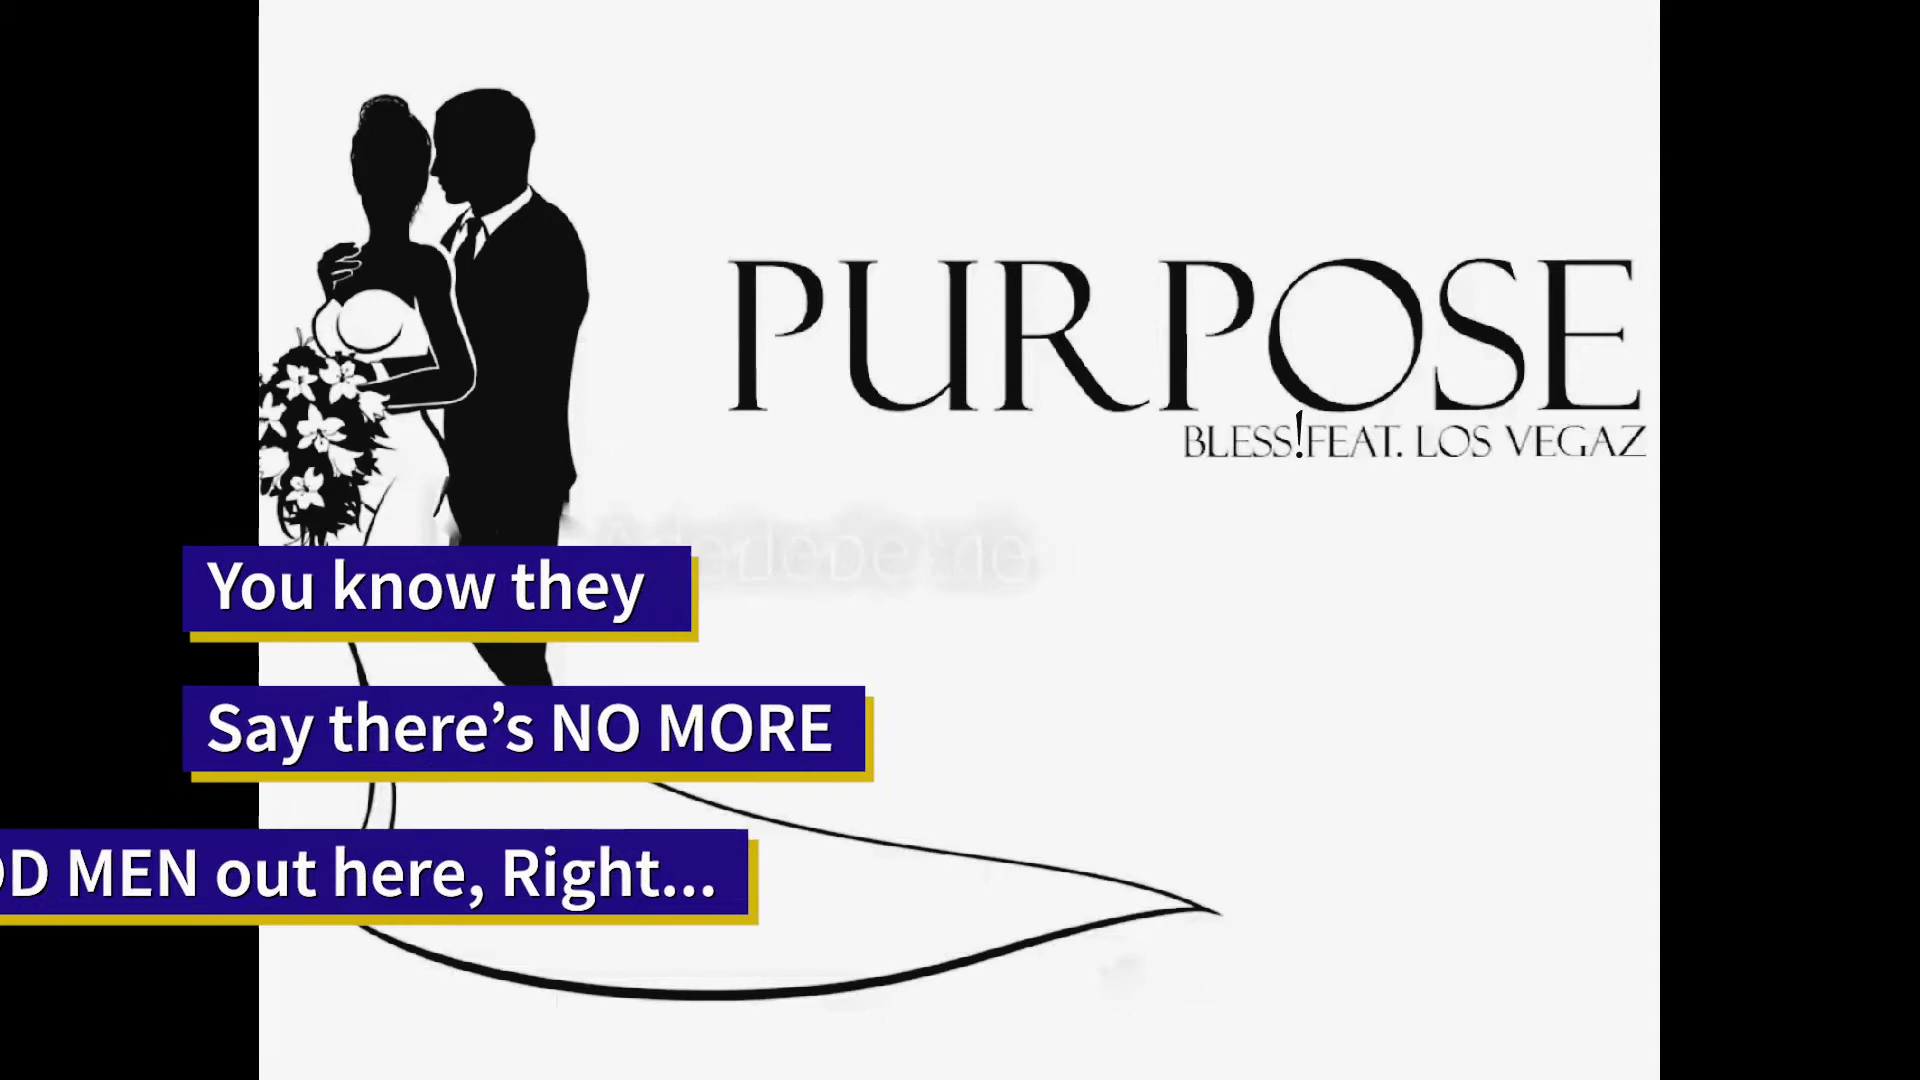 PURPOSE
BLESS!FEAT. LOS VEGAZ
You know they
Say there’s NO MORE
MEN out here, Right...